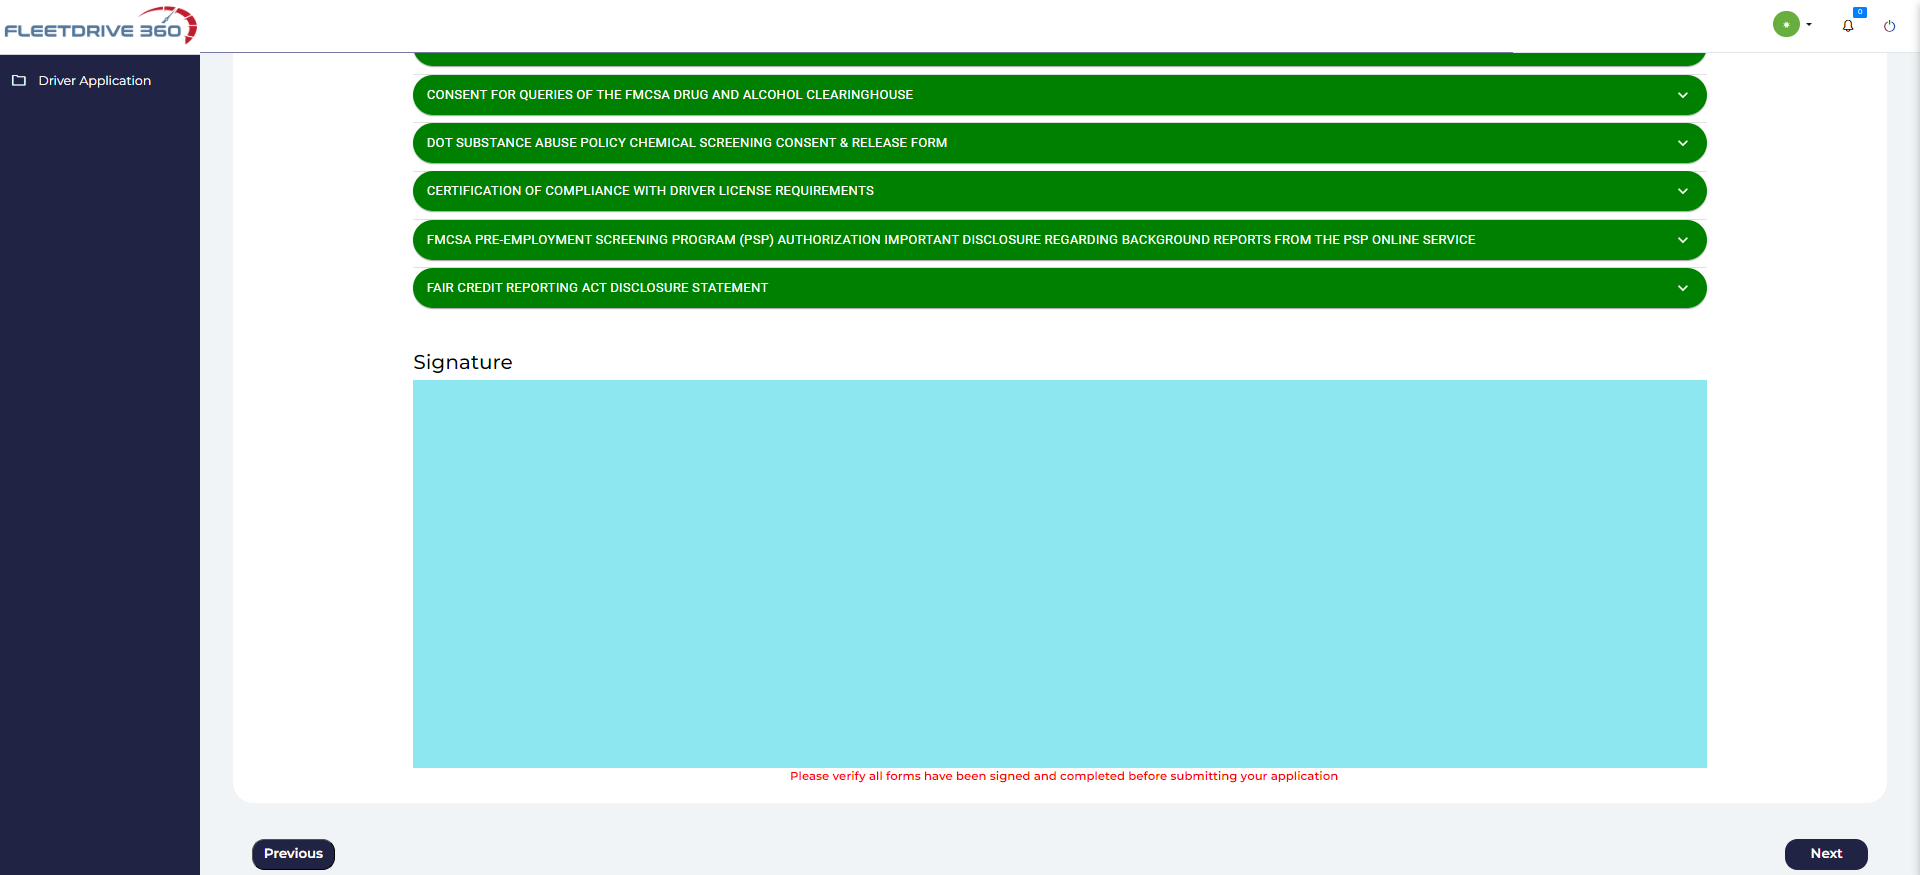 FLEETDRIVE 360
0
Driver Application
CONSENT FOR QUERIES OF THE FMCSA DRUG AND ALCOHOL CLEARINGHOUSE
DOT SUBSTANCE ABUSE POLICY CHEMICAL SCREENING CONSENT & RELEASE FORM
CERTIFICATION OF COMPLIANCE WITH DRIVER LICENSE REQUIREMENTS
FMCSA PRE-EMPLOYMENT SCREENING PROGRAM (PSP) AUTHORIZATION IMPORTANT DISCLOSURE REGARDING BACKGROUND REPORTS FROM THE PSP ONLINE SERVICE
FAIR CREDIT REPORTING ACT DISCLOSURE STATEMENT
Signature
Please verify all forms have been signed and completed before submitting your application
Previous
Next